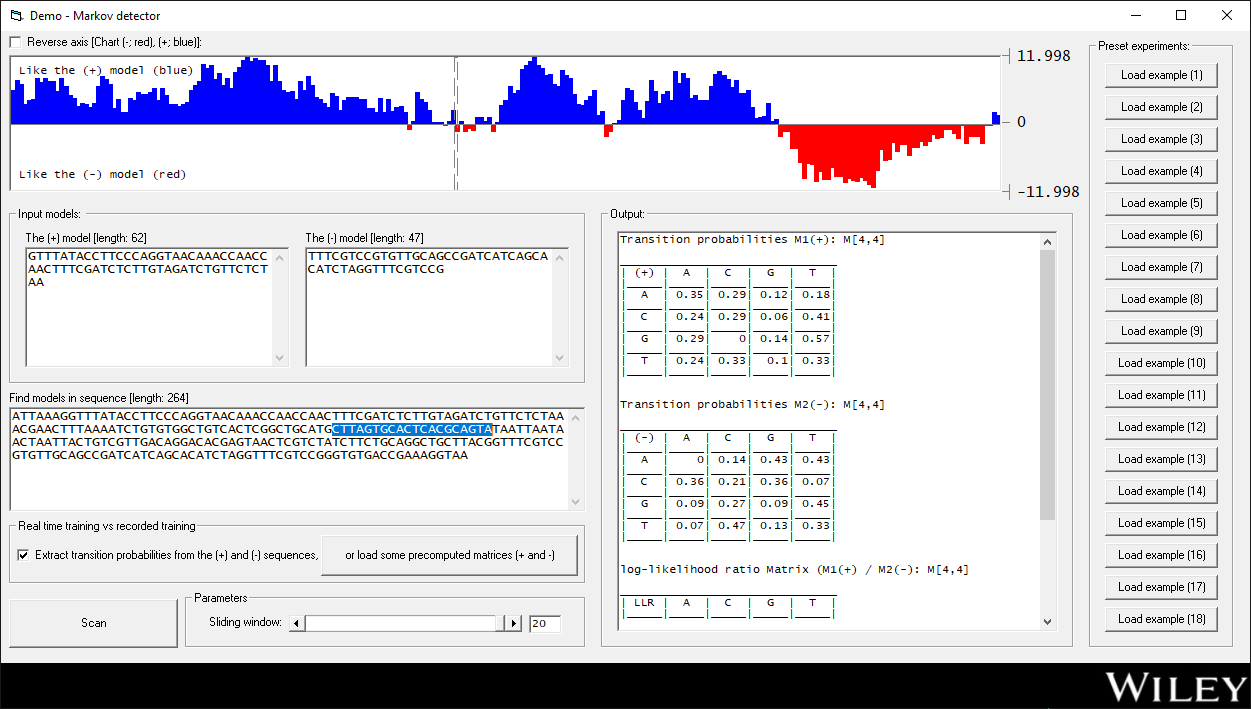 Demo - Markov detector
Reverse axis [Chart (-; red), (+; blue)]:
Like the (+) model (blue)
Like the (-) model (red)
11.998
0
-11.998
Input models:
The (+) model [length: 62]
GTTTATACCTTCCCAGGTAACAAACCAACC
AACTTTCGATCTCTTGTAGATCTGTTCTCT
AA
The (-) model [length: 47]
TTTCGTCCGTGTTGCAGCCGATCATCAGCA
CATCTAGGTTTCGTCCG
Find models in sequence [length: 264]
ATTAAAGGTTTATACCTTCCCAGGTAACAAACCAACCAACTTTCGATCTCTTGTAGATCTGTTCTCTAA
ACGAACTTTAAAATCTGTGTGGCTGTCACTCGGCTGCATGCTTAGTGCACTCACGCAGTATAATTAATA
ACTAATTACTGTCGTTGACAGGACACGAGTAACTCGTCTATCTTCTGCAGGCTGCTTACGGTTTCGTCC
GTGTTGCAGCCGATCATCAGCACATCTAGGTTTCGTCCGGGTGTGACCGAAAGGTAA
Real time training vs recorded training
Extract transition probabilities from the (+) and (-) sequences,
or load some precomputed matrices (+ and -)
Scan
Parameters
Sliding window:
20
Output:
Transition probabilities M1(+): M[4,4]
| (+) | A | C | G | T |
| A | 0.35| 0.29| 0.12| 0.18|
| C | 0.24| 0.29| 0.06| 0.41|
| G | 0.29| 0| 0.14| 0.57|
| T | 0.24| 0.33| 0.1| 0.33|
Transition probabilities M2(-): M[4,4]
| (-) | A | C | G | T |
| A | 0| 0.14| 0.43| 0.43|
| C | 0.36| 0.21| 0.36| 0.07|
| G | 0.09| 0.27| 0.09| 0.45|
| T | 0.07| 0.47| 0.13| 0.33|
log-likelihood ratio Matrix (M1(+) / M2(-): M[4,4]
| LLR | A | C | G | T |
Preset experiments:
Load example (1)
Load example (2)
Load example (3)
Load example (4)
Load example (5)
Load example (6)
Load example (7)
Load example (8)
Load example (9)
Load example (10)
Load example (11)
Load example (12)
Load example (13)
Load example (14)
Load example (15)
Load example (16)
Load example (17)
Load example (18)
WILEY